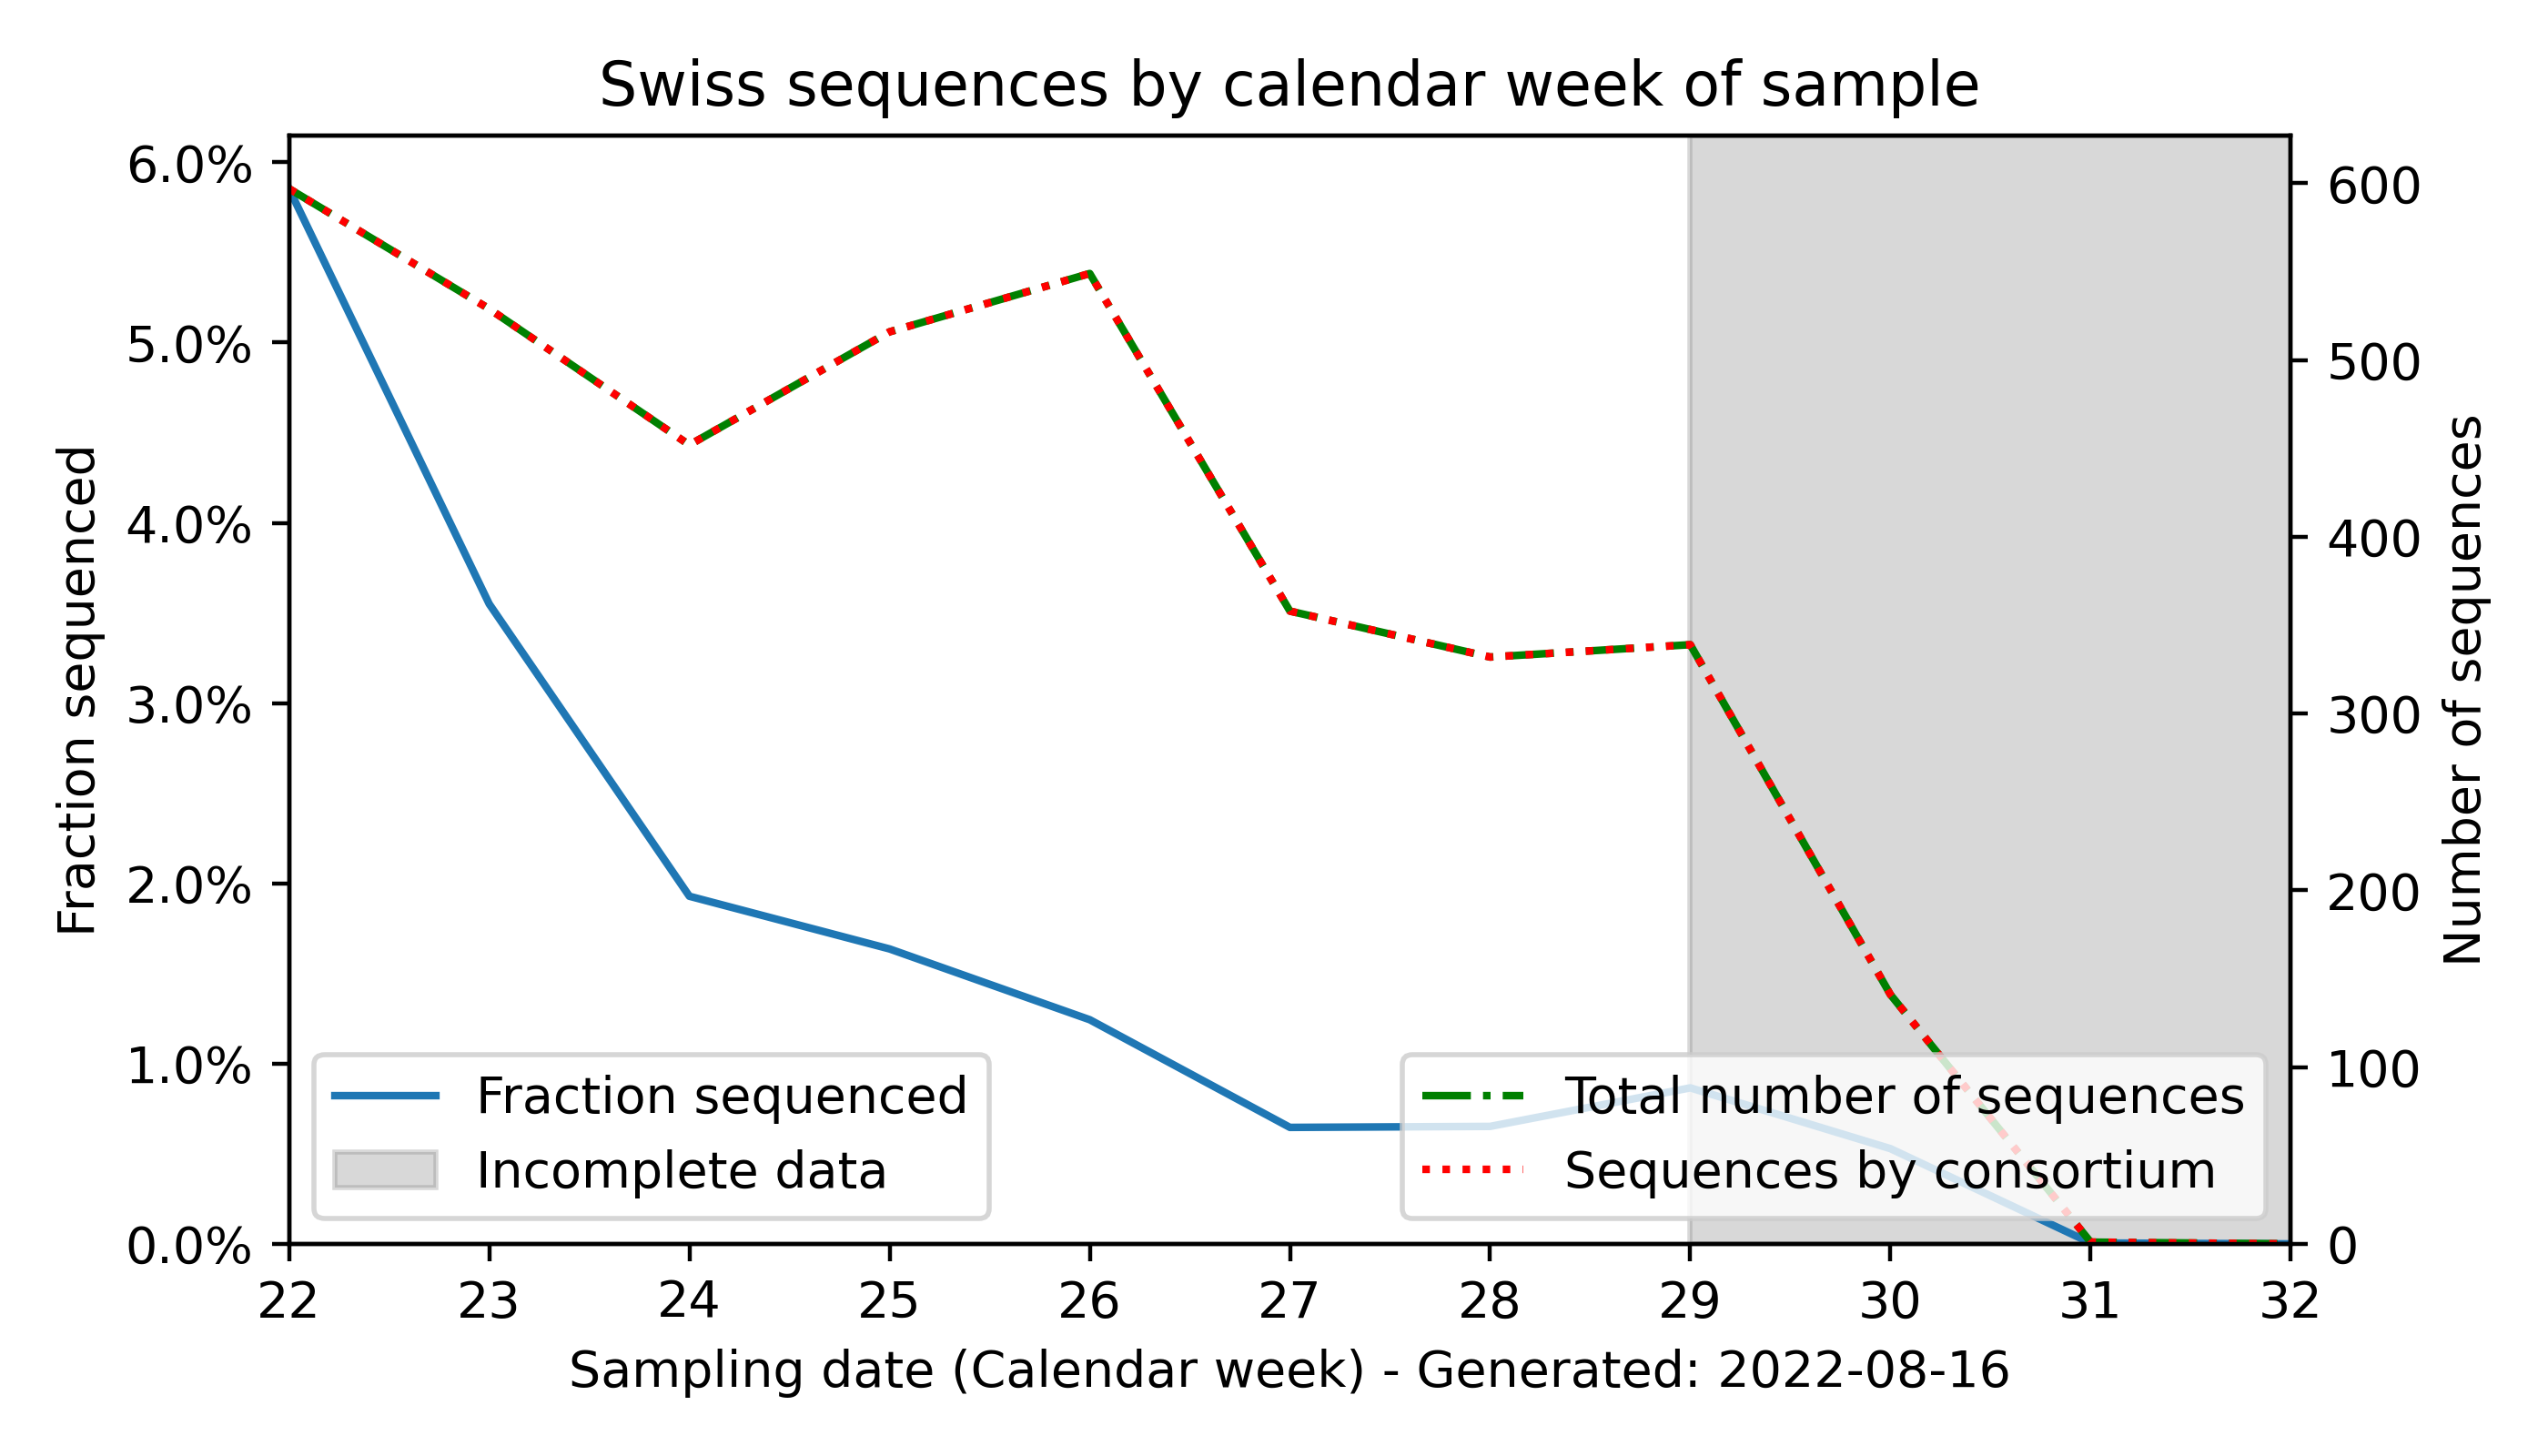 Swiss sequences by calendar week of sample
6.0%
5.0%
4.0%
3.0%
2.0%
1.0%
0.0%
Fraction sequenced
600
500
400
300
200
100
0
Number of sequences
Fraction sequenced
Incomplete data
Total number of sequences
Sequences by consortium
22 23 24 25 26 27 28 29 30 31 32
Sampling date (Calendar week) - Generated: 2022-08-16